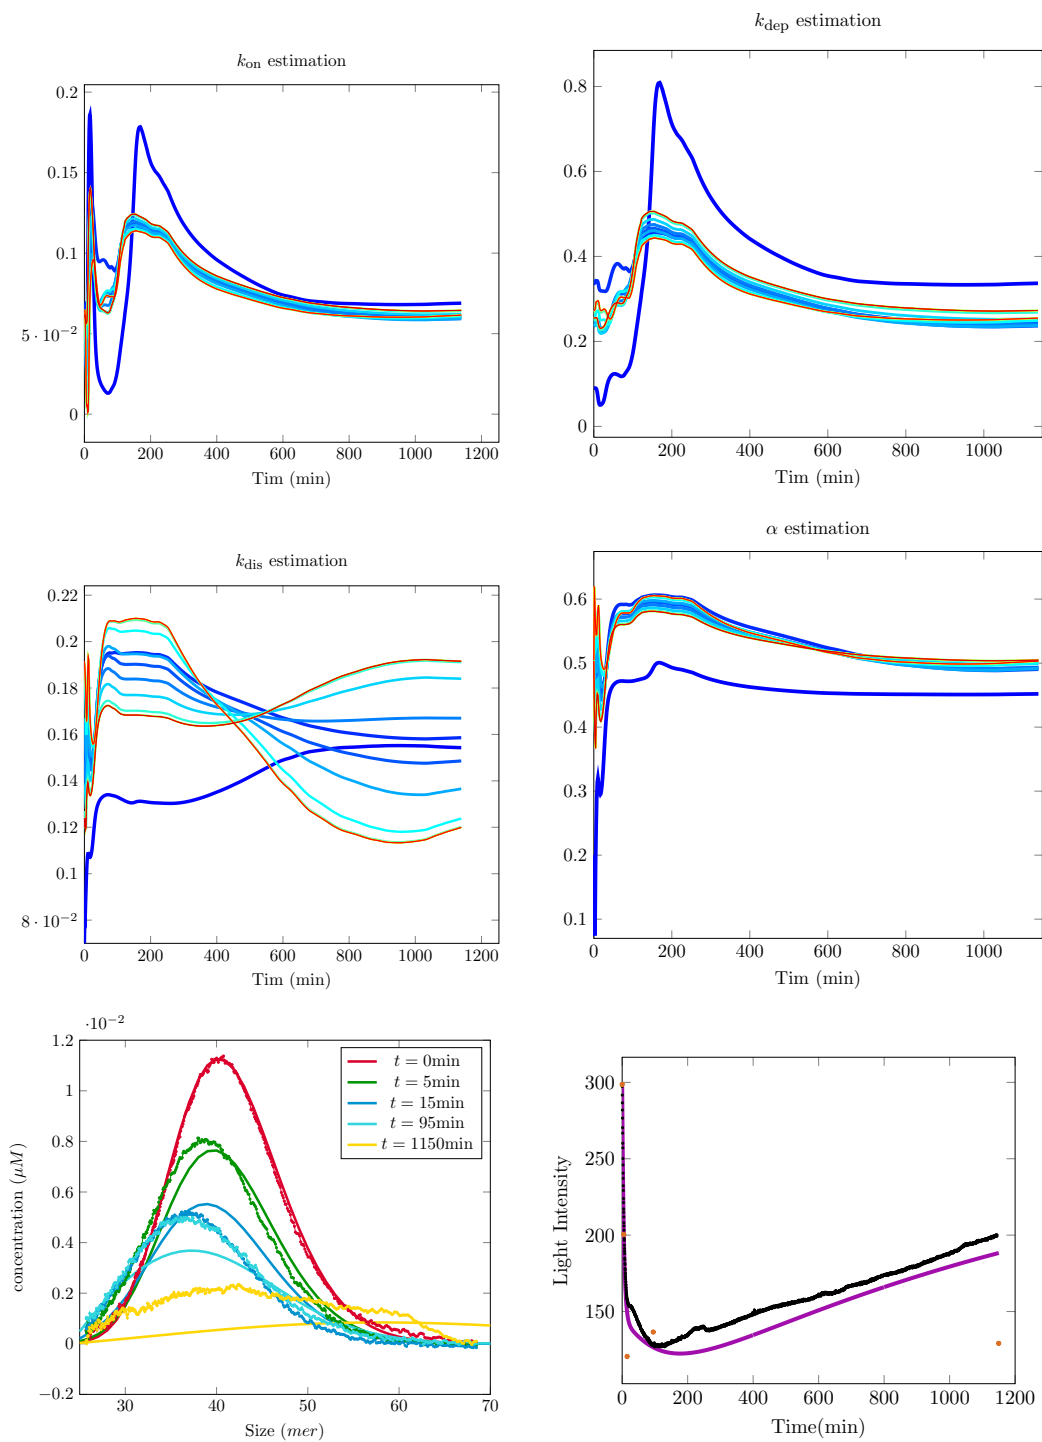 k_on estimation
0.2
0.15
0.1
5 · 10^−2
0
0 200 400 600 800 1000 1200
Tim (min)
k_dep estimation
0.8
0.6
0.4
0.2
0
0 200 400 600 800 1000
Tim (min)
k_dis estimation
0.22
0.2
0.18
0.16
0.14
0.12
0.1
8 · 10^−2
0 200 400 600 800 1000 1200
Tim (min)
α estimation
0.6
0.5
0.4
0.3
0.2
0.1
0 200 400 600 800 1000
Tim (min)
·10^−2
1.2
1
0.8
0.6
0.4
0.2
0
−0.2
concentration (μM)
t = 0min
t = 5min
t = 15min
t = 95min
t = 1150min
30 40 50 60 70
Size (mer)
300
250
200
150
Light Intensity
0 200 400 600 800 1000 1200
Time(min)